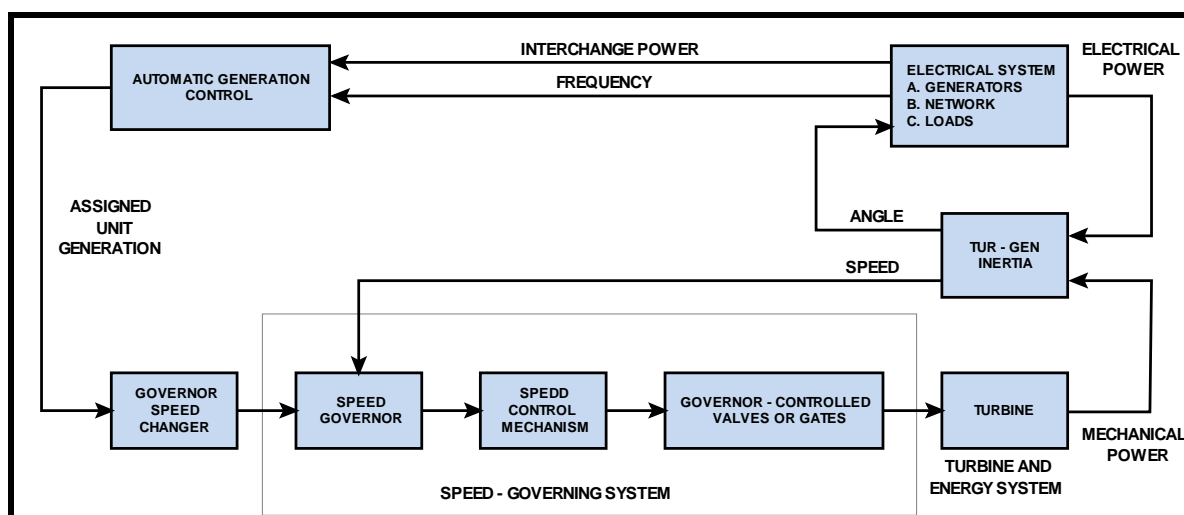 INTERCHANGE POWER
FREQUENCY
AUTOMATIC GENERATION
CONTROL
ELECTRICAL SYSTEM
A. GENERATORS
B. NETWORK
C. LOADS
ELECTRICAL
POWER
ASSIGNED
UNIT
GENERATION
ANGLE
SPEED
TUR - GEN
INERTIA
GOVERNOR
SPEED
CHANGER
SPEED
GOVERNOR
SPEDD
CONTROL
MECHANISM
GOVERNOR - CONTROLLED
VALVES OR GATES
TURBINE
MECHANICAL
POWER
TURBINE AND
ENERGY SYSTEM
SPEED - GOVERNING SYSTEM